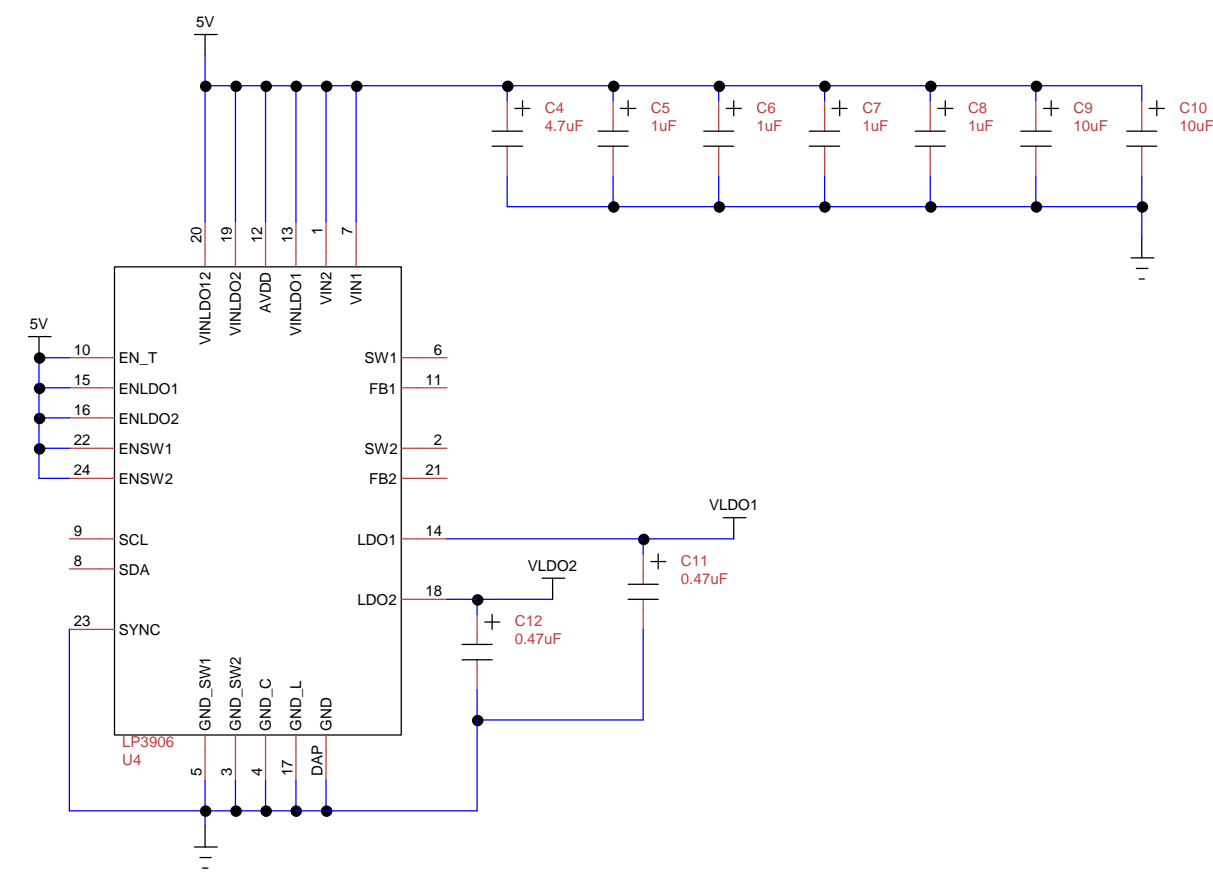 5V
+ C4
4.7uF
+ C5
1uF
+ C6
1uF
+ C7
1uF
+ C8
1uF
+ C9
10uF
+ C10
10uF
20
19
12
13
1
7
VINLDO12
VINLDO2
AVDD
VINLDO1
VIN2
VIN1
5V
10 EN_T
15 ENLDO1
16 ENLDO2
22 ENSW1
24 ENSW2
9 SCL
8 SDA
23 SYNC
SW1 6
FB1 11
SW2 2
FB2 21
LDO1 14
LDO2 18
VLDO1
+ C11
0.47uF
VLDO2
+ C12
0.47uF
GND_SW1
GND_SW2
GND_C
GND_L
GND
LP3906
U4
5
3
4
17
DAP